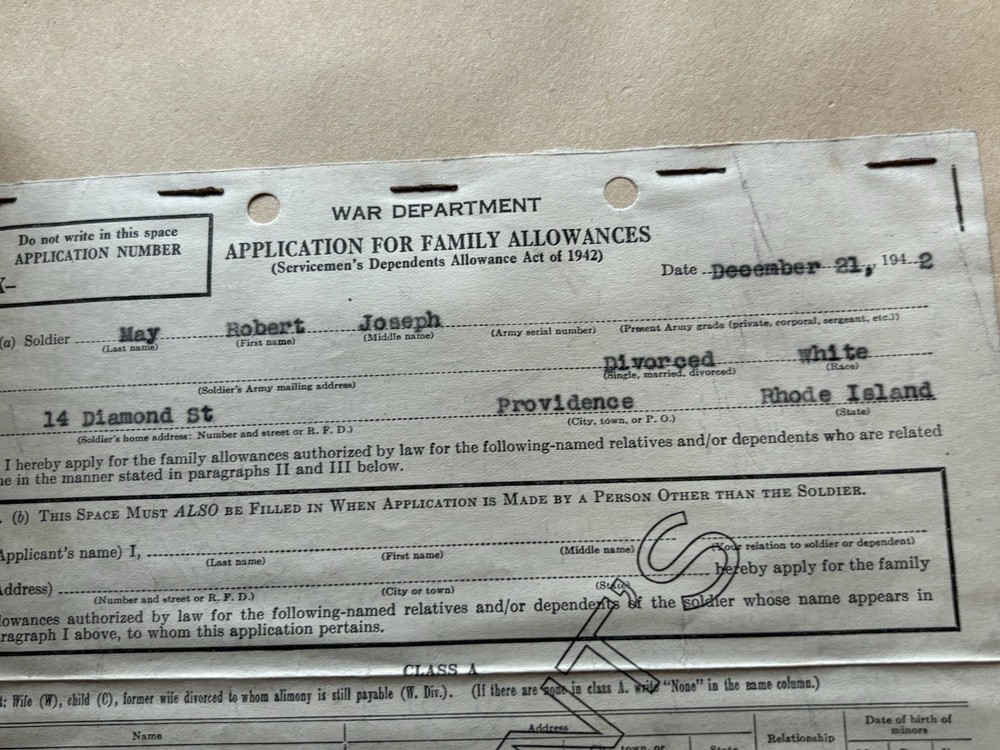 Do not write in this space
APPLICATION NUMBER
WAR DEPARTMENT
APPLICATION FOR FAMILY ALLOWANCES
(Servicemen's Dependents Allowance Act of 1942)
Date December 21, 1942
(a) Soldier May Robert Joseph
(Last name) (First name) (Middle name) (Army serial number) (Present Army grade (private, corporal, sergeant, etc.))
Divorced White
(Soldier's Army mailing address) (Single, married, divorced) (Race)
14 Diamond St Providence Rhode Island
(Soldier's home address: Number and street or R. F. D.) (City, town, or P. O.) (State)
I hereby apply for the family allowances authorized by law for the following-named relatives and/or dependents who are related
e in the manner stated in paragraphs II and III below.
(b) THIS SPACE MUST ALSO BE FILLED IN WHEN APPLICATION IS MADE BY A PERSON OTHER THAN THE SOLDIER.
Applicant's name) I,
(Last name) (First name) (Middle name) (Your relation to soldier or dependent)
ddress) hereby apply for the family
(Number and street or R. F. D.) (City or town) (State)
lowances authorized by law for the following-named relatives and/or dependents of the soldier whose name appears in
ragraph I above, to whom this application pertains.
CLASS A
: Wife (W), child (C), former wife divorced to whom alimony is still payable (W. Div.). (If there are none in class A. write "None" in the name column.)
Name Address Relationship Date of birth of
minors
town, or State